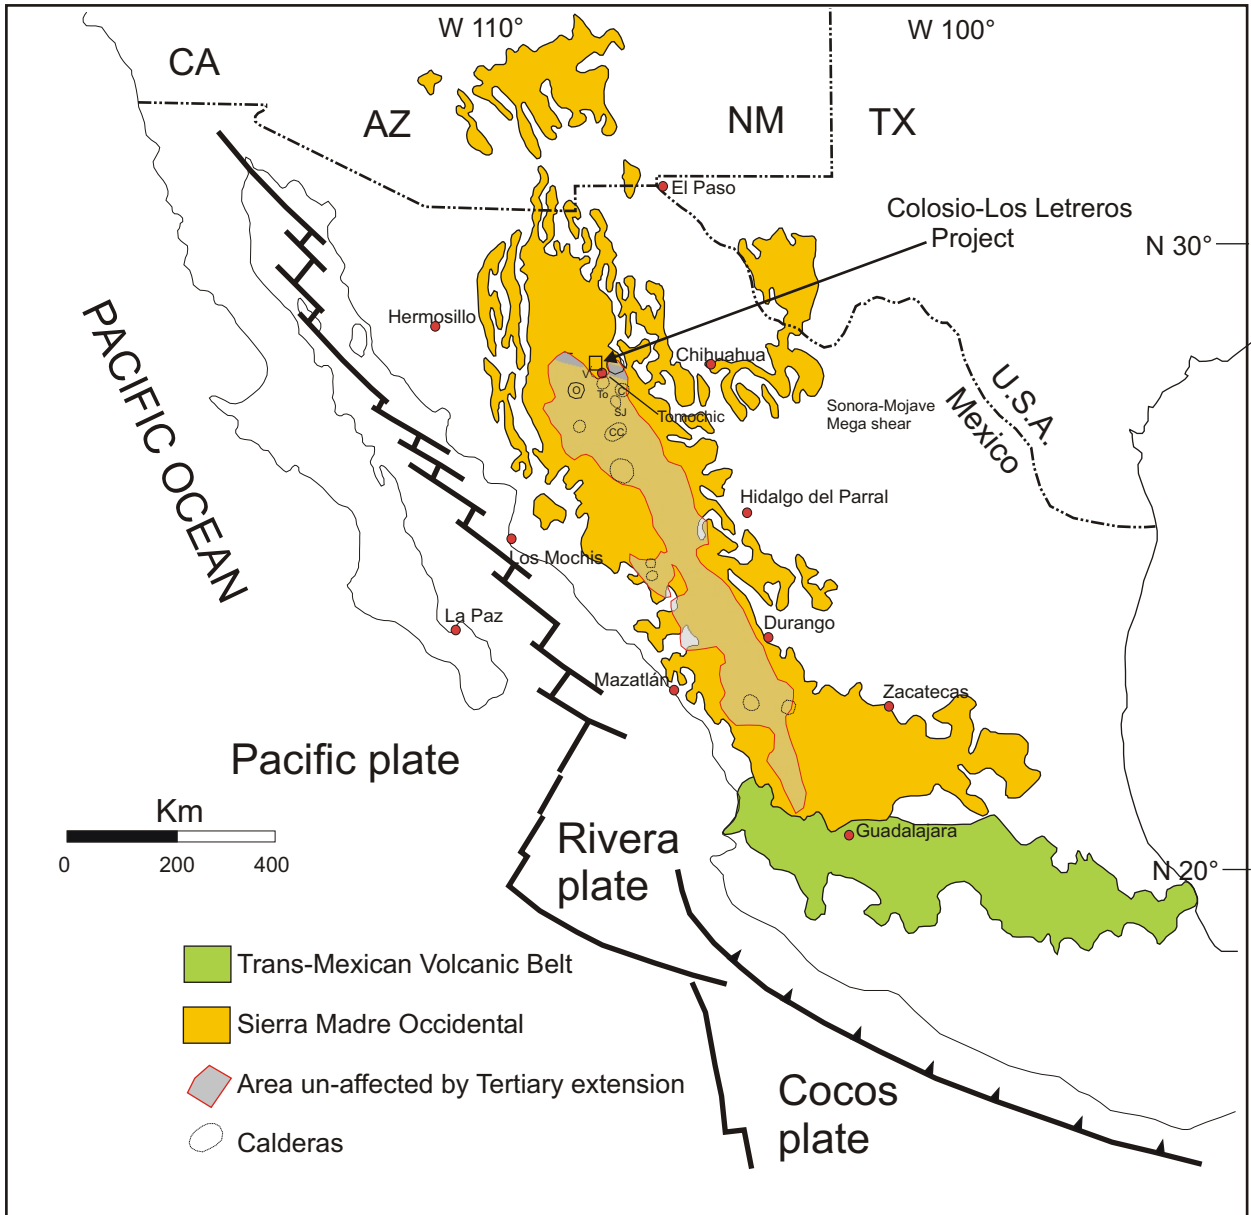 W 110°
W 100°
CA
AZ
NM
TX
El Paso
Colosio-Los Letreros
Project
N 30°
PACIFIC OCEAN
Hermosillo
Chihuahua
V
O
To
C
SJ
CC
Tomochic
Sonora-Mojave
Mega shear
U.S.A.
Mexico
Hidalgo del Parral
Los Mochis
La Paz
Durango
Mazatlán
Zacatecas
Pacific plate
Km
0
200
400
Rivera
plate
Guadalajara
N 20°
Trans-Mexican Volcanic Belt
Sierra Madre Occidental
Area un-affected by Tertiary extension
Calderas
Cocos
plate